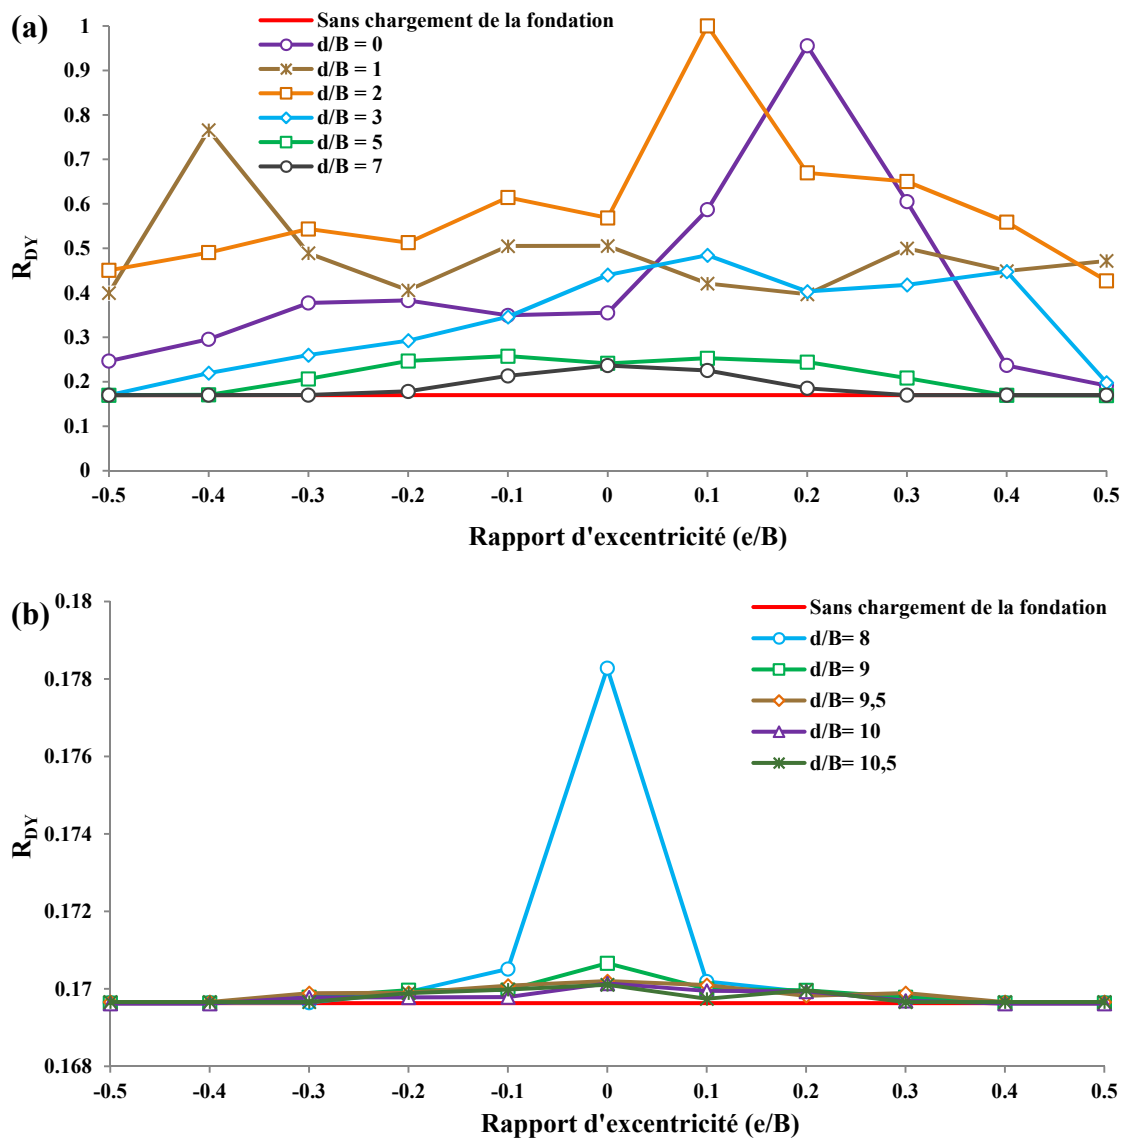 (a)
Sans chargement de la fondation
d/B = 0
d/B = 1
d/B = 2
d/B = 3
d/B = 5
d/B = 7
1
0.9
0.8
0.7
0.6
0.5
0.4
0.3
0.2
0.1
0
R_DY
-0.5 -0.4 -0.3 -0.2 -0.1 0 0.1 0.2 0.3 0.4 0.5
Rapport d'excentricité (e/B)
(b)
Sans chargement de la fondation
d/B= 8
d/B= 9
d/B= 9,5
d/B= 10
d/B= 10,5
0.18
0.178
0.176
0.174
0.172
0.17
0.168
R_DY
-0.5 -0.4 -0.3 -0.2 -0.1 0 0.1 0.2 0.3 0.4 0.5
Rapport d'excentricité (e/B)